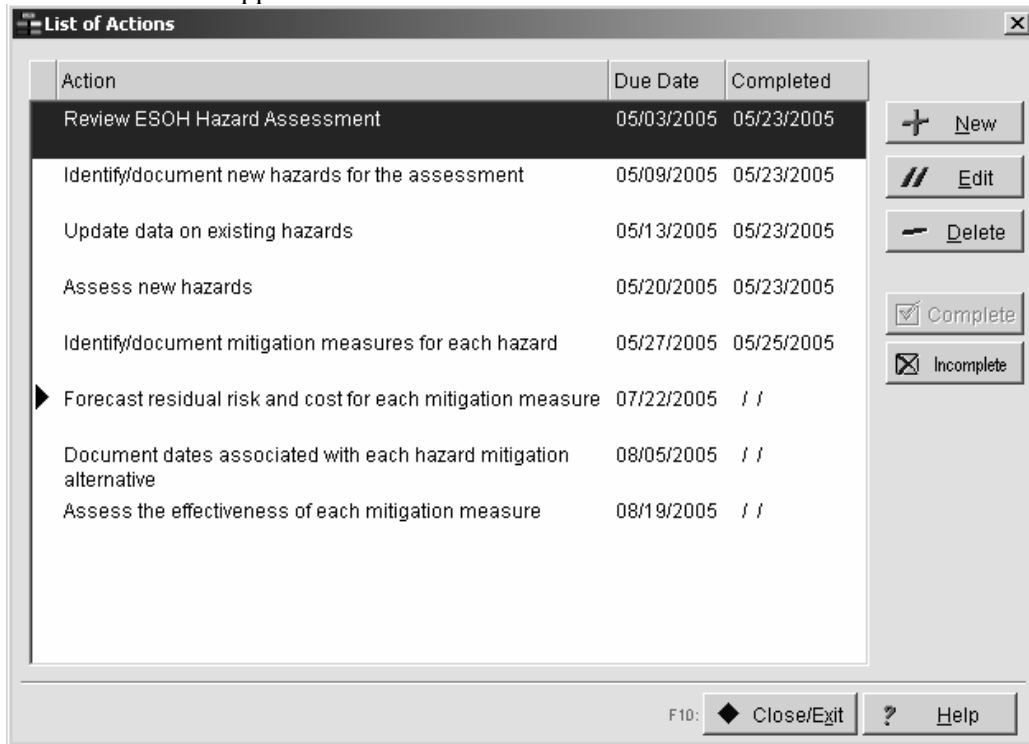 List of Actions
Action Due Date Completed
Review ESOH Hazard Assessment 05/03/2005 05/23/2005
New
Identify/document new hazards for the assessment 05/09/2005 05/23/2005
Edit
Update data on existing hazards 05/13/2005 05/23/2005
Delete
Assess new hazards 05/20/2005 05/23/2005
Complete
Identify/document mitigation measures for each hazard 05/27/2005 05/25/2005
Incomplete
Forecast residual risk and cost for each mitigation measure 07/22/2005 / /
Document dates associated with each hazard mitigation 08/05/2005 / /
alternative
Assess the effectiveness of each mitigation measure 08/19/2005 / /
F10: Close/Exit ? Help